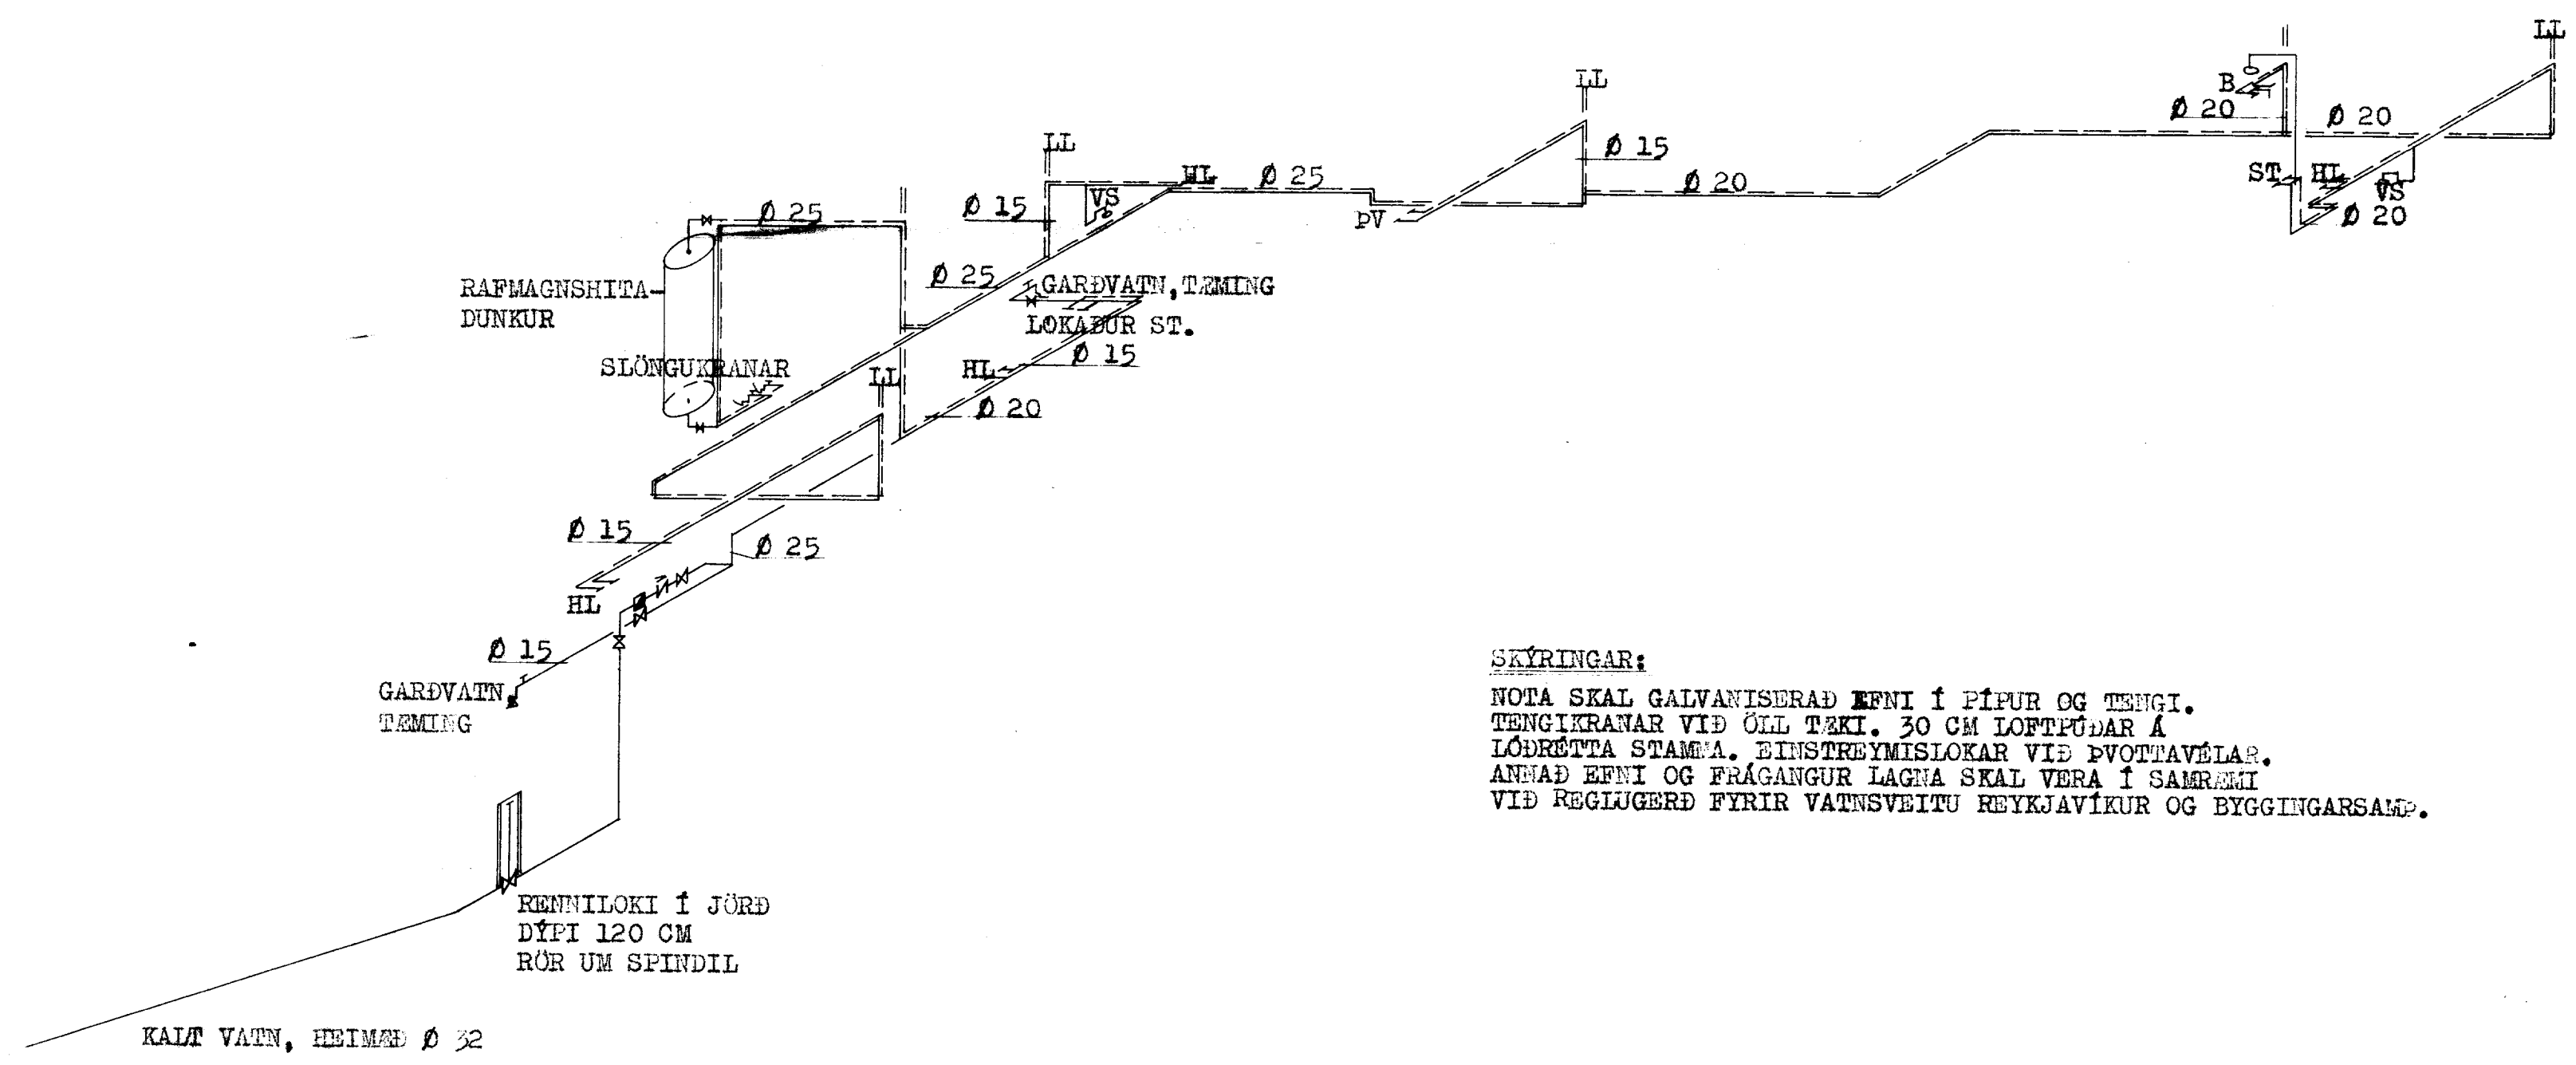 LL
LL
B
Ø 20
Ø 20
LL
Ø 15
HL
Ø 25
Ø 20
ST
HL
VS
Ø 20
VS
Ø 15
ÞV
Ø 25
Ø 25
RAFMAGNSHITA
DUNKUR
GARÐVATN, TÆMING
LOKAÐUR ST.
SLÖNGUKRANAR
LL
HL
Ø 15
Ø 20
Ø 15
Ø 25
HL
Ø 15
GARÐVATN
TÆMING
SKÝRINGAR:
NOTA SKAL GALVANISERAÐ EFNI Í PÍPUR OG TENGI.
TENGIKRANAR VIÐ ÖLL TÆKI. 30 CM LOFTPÚÐAR Á
LÓÐRÉTTA STAMMA. EINSTREYMISLOKAR VIÐ ÞVOTTAVÉLAR.
ANNAÐ EFNI OG FRÁGANGUR LAGNA SKAL VERA Í SAMRÆMI
VIÐ REGLUGERÐ FYRIR VATNSVEITU REYKJAVÍKUR OG BYGGINGARSAMÞ.
RENNILOKI Í JÖRÐ
DÝPI 120 CM
RÖR UM SPINDIL
KALT VATN, HEIMÆÐ Ø 32